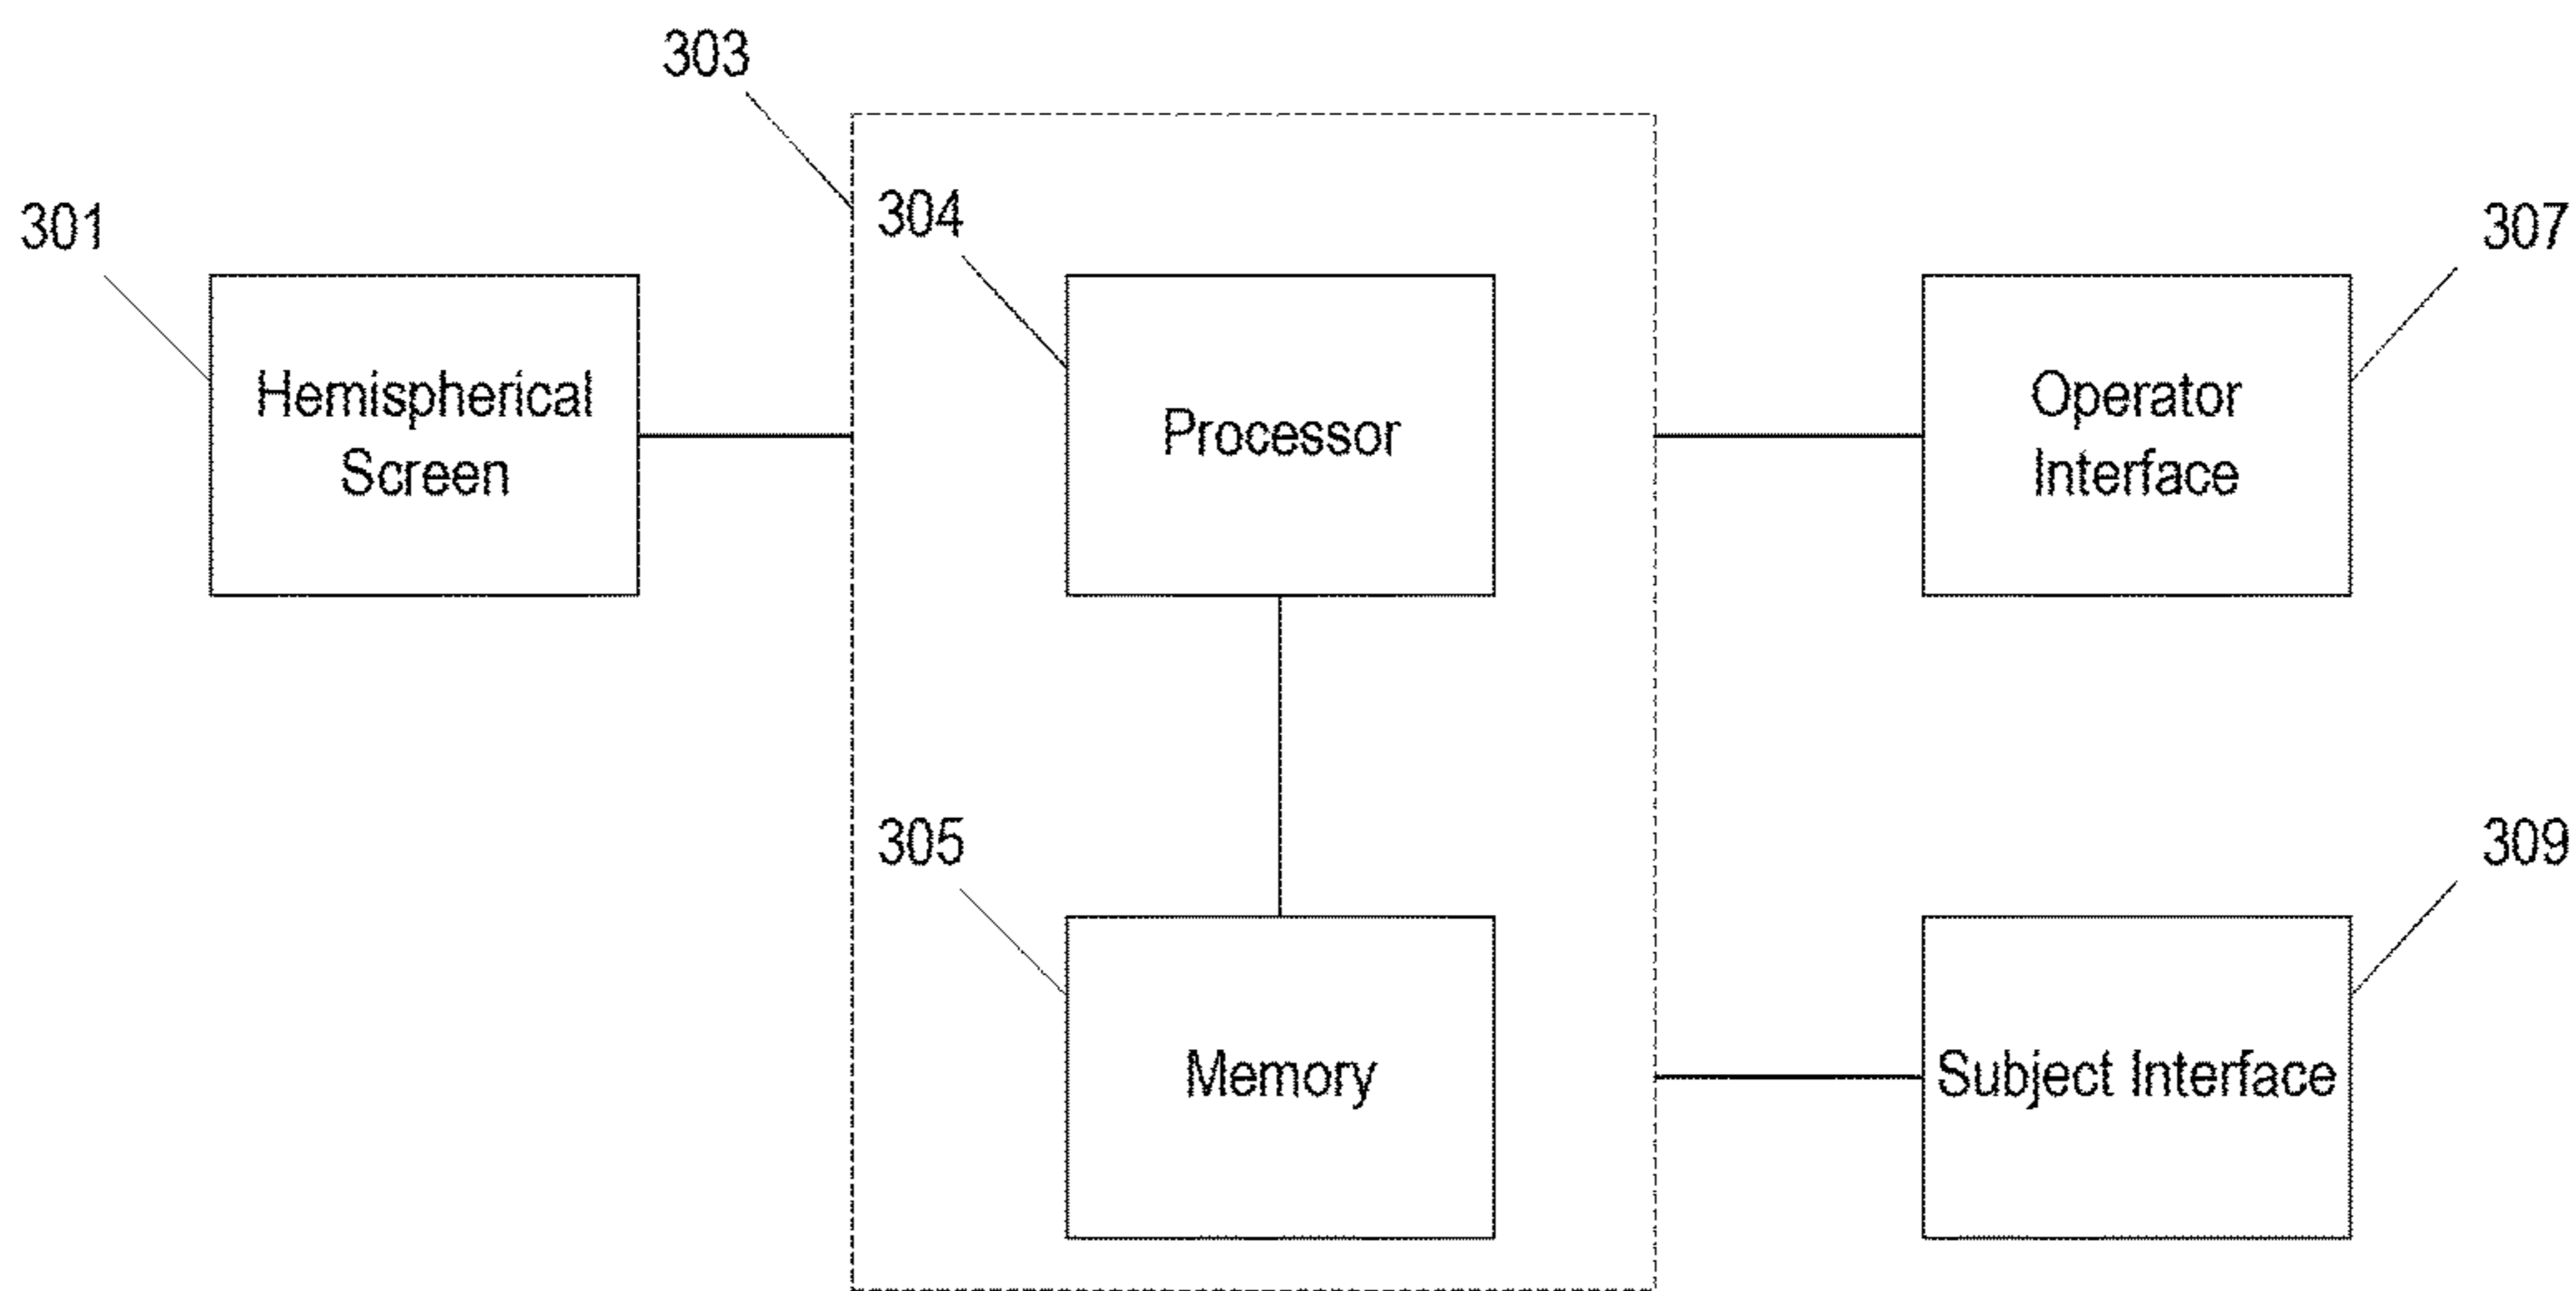 303
301
304
307
Hemispherical
Screen
Processor
Operator
Interface
305
309
Memory
Subject Interface